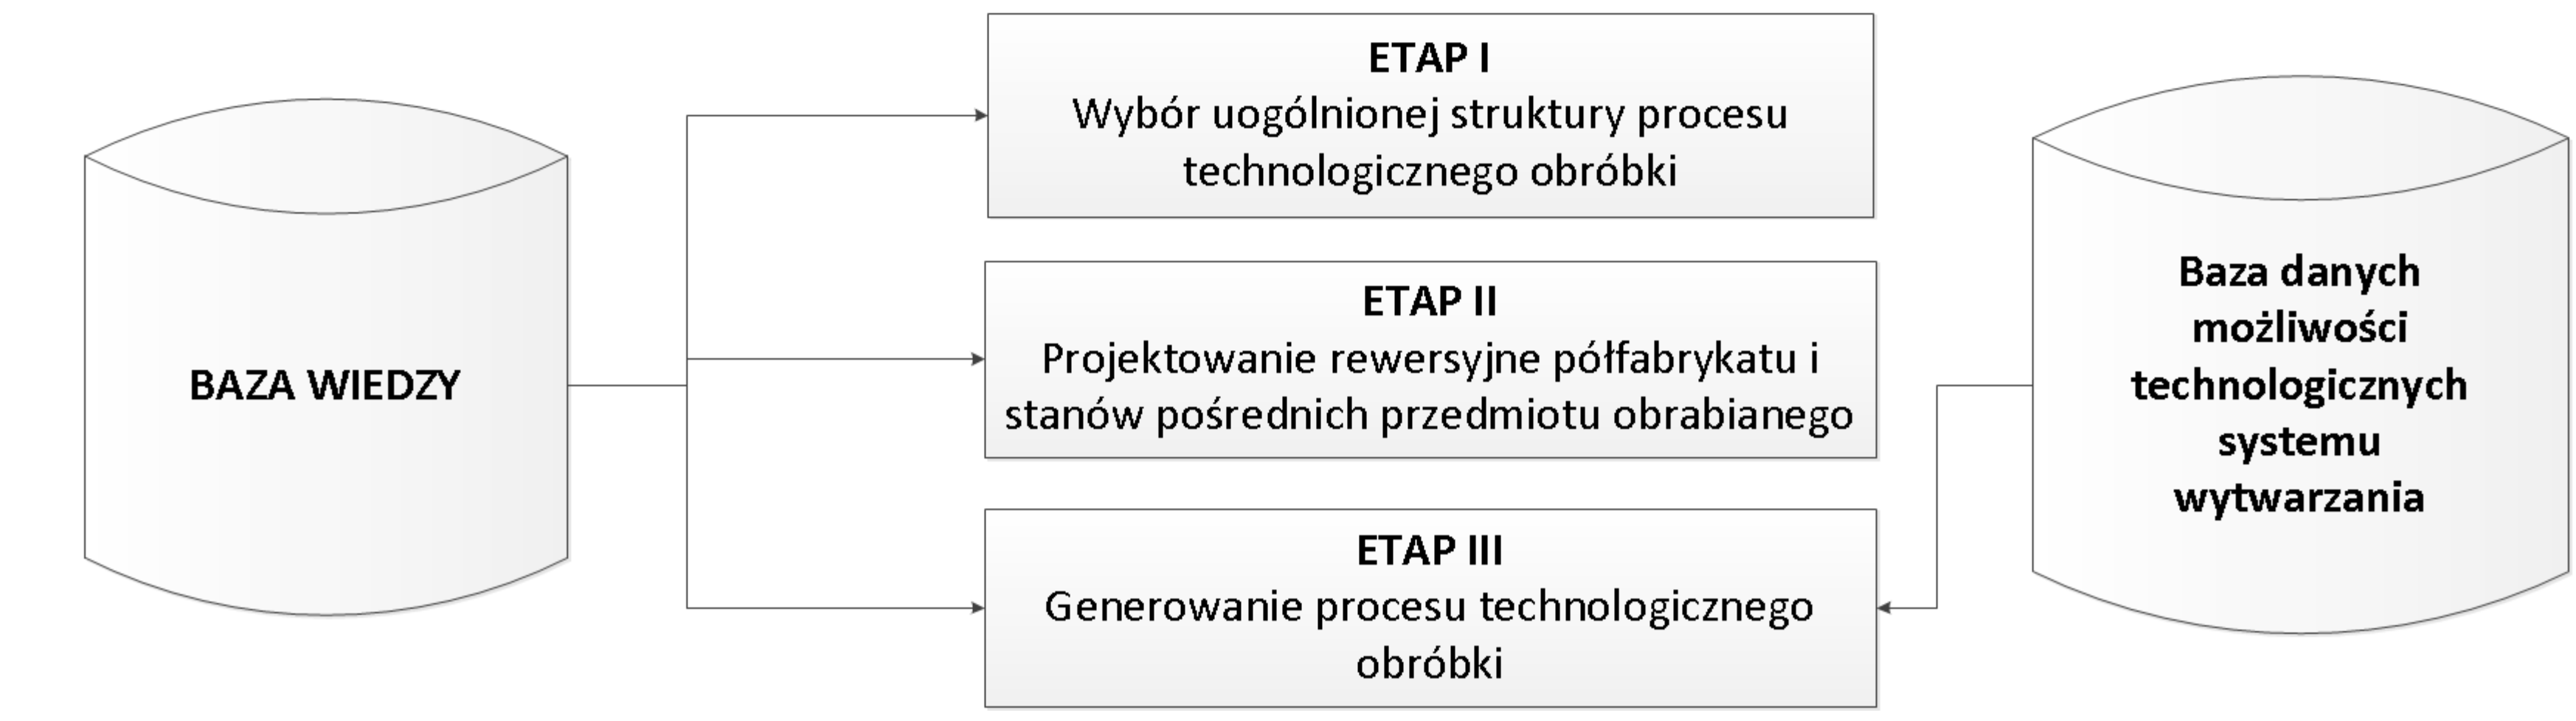 BAZA WIEDZY
ETAP I
Wybór uogólnionej struktury procesu
technologicznego obróbki
ETAP II
Projektowanie rewersyjne półfabrykatu i
stanów pośrednich przedmiotu obrabianego
ETAP III
Generowanie procesu technologicznego
obróbki
Baza danych
możliwości
technologicznych
systemu
wytwarzania